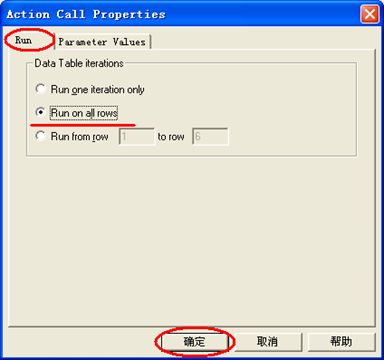 Action Call Properties
Run Parameter Values
Data Table iterations
Run one iteration only
Run on all rows
Run from row 1 to row 6
确定 取消 帮助